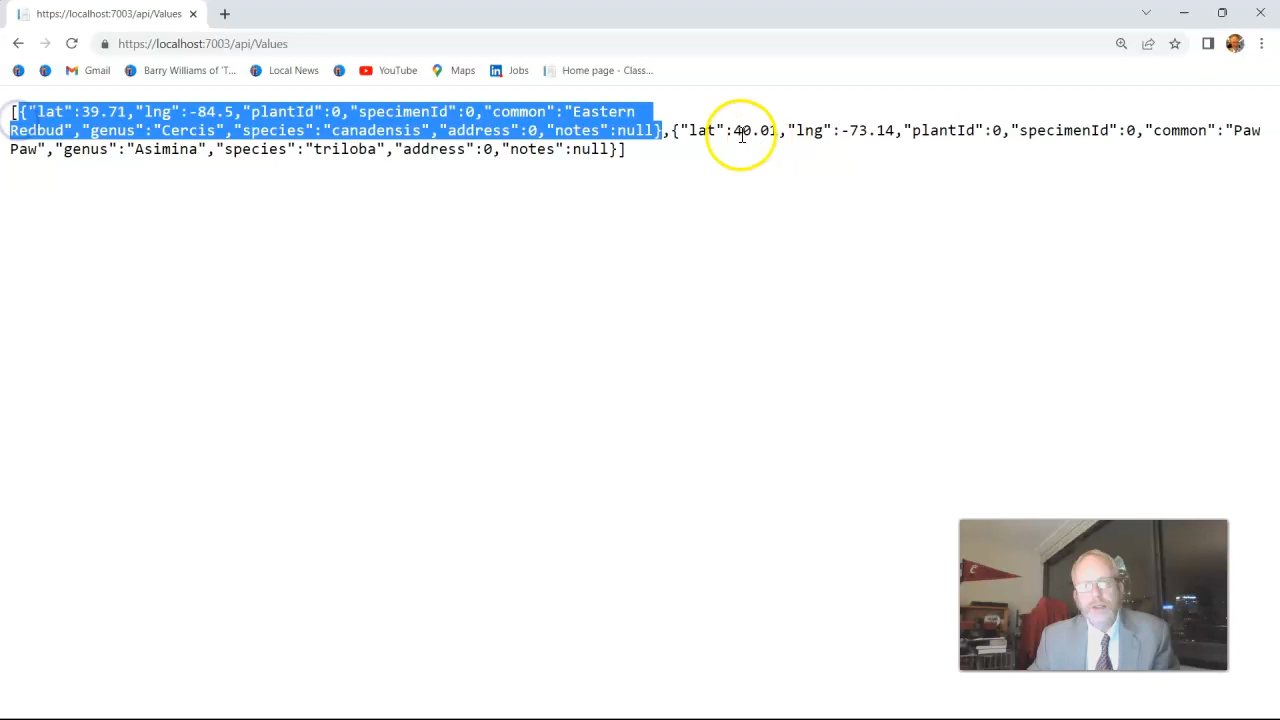 https://localhost:7003/api/Values
https://localhost:7003/api/Values
Gmail Barry Williams of 'T... Local News YouTube Maps Jobs Home page - Class...
[{"lat":39.71,"lng":-84.5,"plantId":0,"specimenId":0,"common":"Eastern
Redbud","genus":"Cercis","species":"canadensis","address":0,"notes":null},{"lat":40.01,"lng":-73.14,"plantId":0,"specimenId":0,"common":"Paw
Paw","genus":"Asimina","species":"triloba","address":0,"notes":null}]